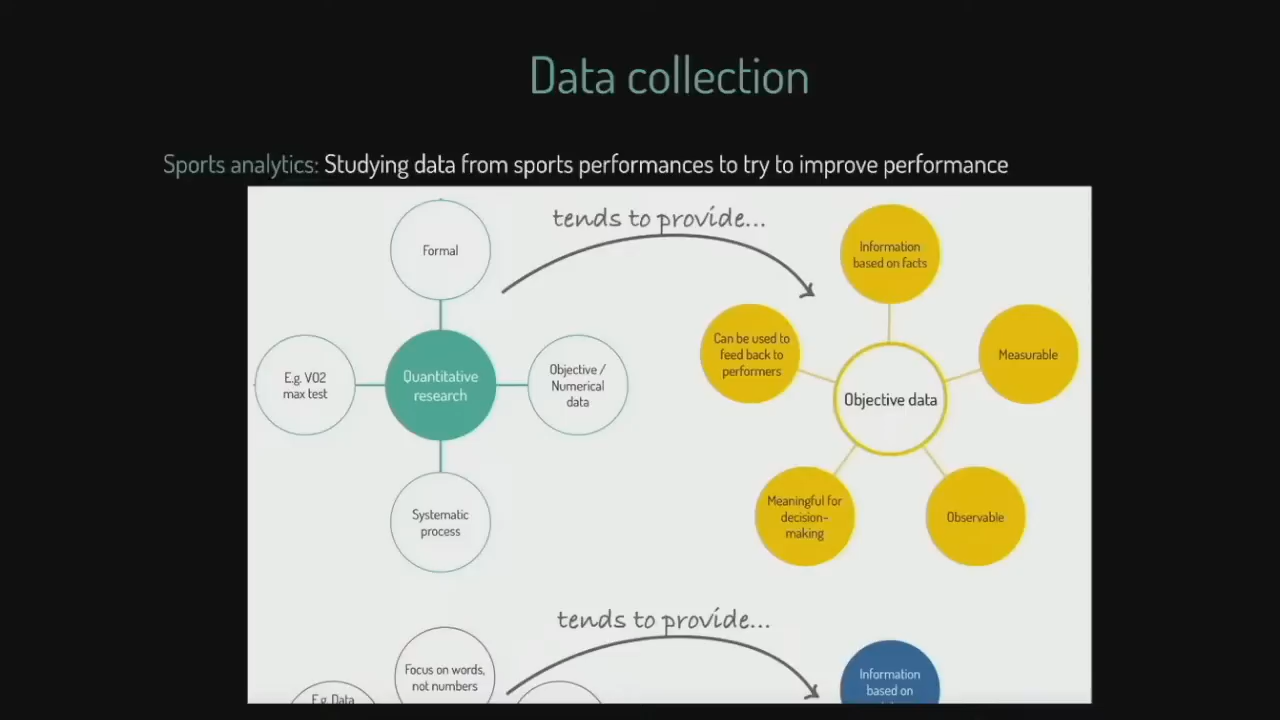 Data collection
Sports analytics: Studying data from sports performances to try to improve performance
tends to provide...
Formal
Information
based on facts
Can be used to
feed back to
performers
Measurable
E.g. V02
max test
Quantitative
research
Objective /
Numerical
data
Objective data
Systematic
process
Meaningful for
decision-
making
Observable
tends to provide...
Focus on words,
not numbers
Information
based on
E.g. Data